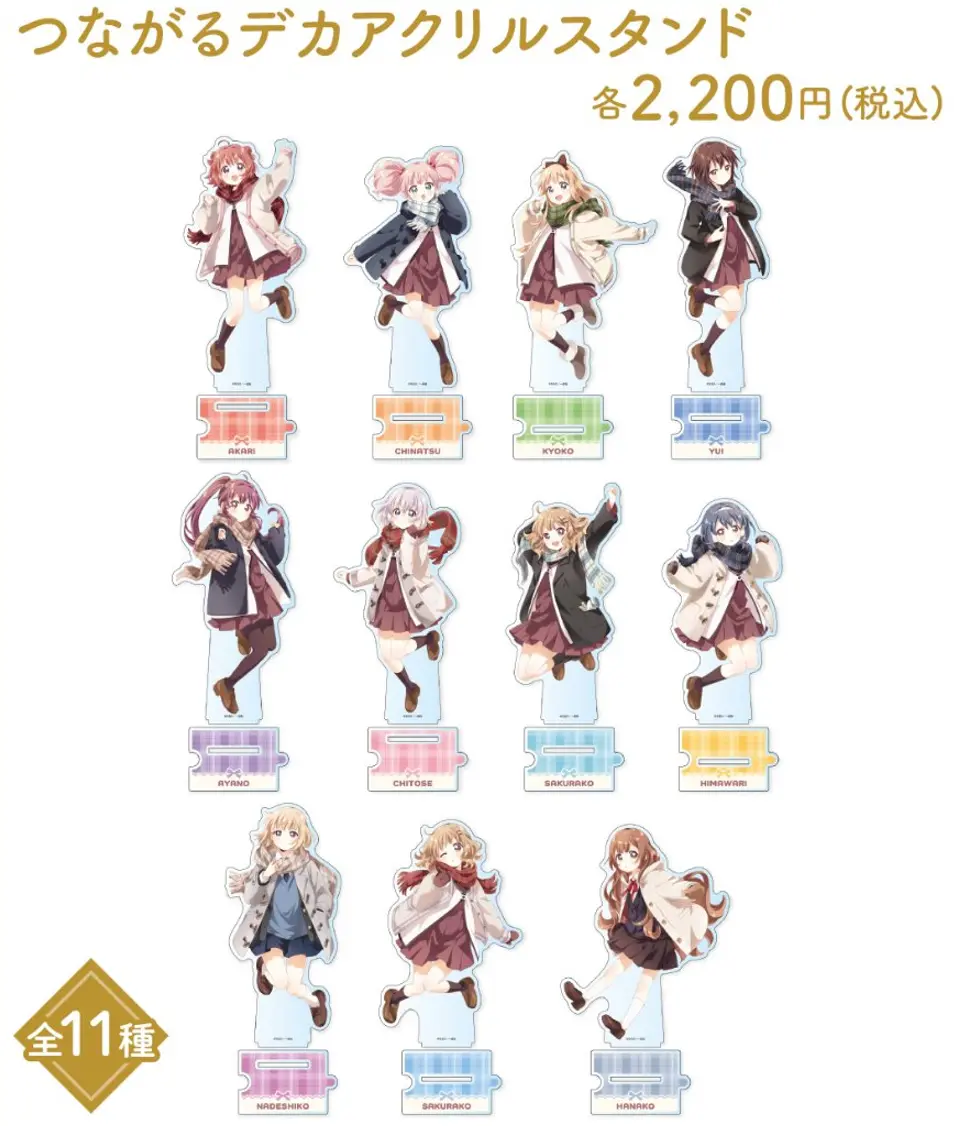 つながるデカアクリルスタンド
各2,200円(税込)
AKARI
CHINATSU
KYOKO
YUI
AYANO
CHITOSE
SAKURAKO
HIMAWARI
全11種
NADESHIKO
SAKURAKO
HANAKO